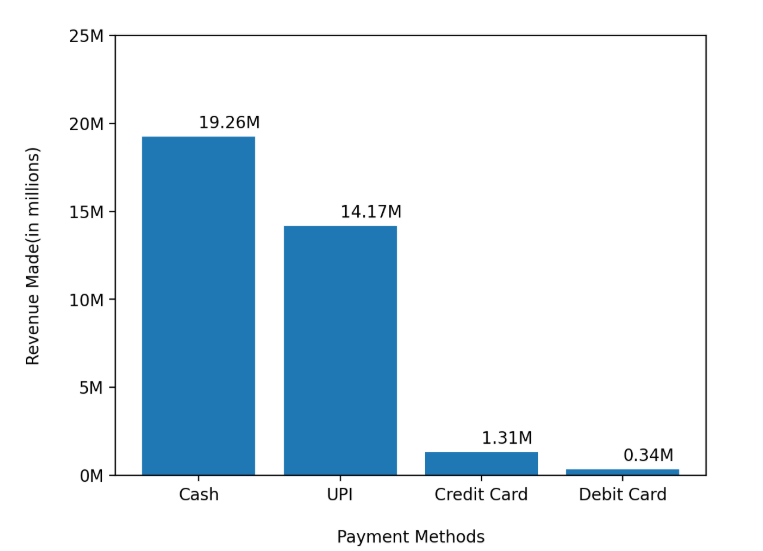 25M
20M
15M
10M
5M
0M
Revenue Made(in millions)
19.26M
14.17M
1.31M
0.34M
Cash
UPI
Credit Card
Debit Card
Payment Methods